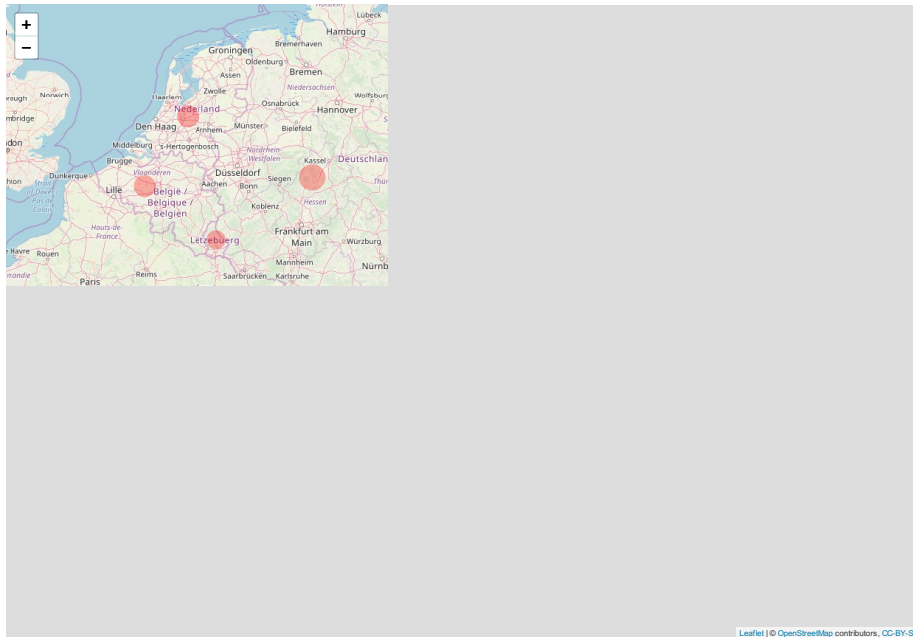 +
−
Lübeck
Hamburg
Bremerhaven
Groningen
Oldenburg
Assen
Bremen
Niedersachsen
Norwich
Zwolle
Wolfsburg
Haarlem
Osnabrück
Hannover
Nederland
Den Haag
Arnhem
Münster
Bielefeld
Middelburg
's-Hertogenbosch
Nordrhein-
Westfalen
Kassel
Deutschlan
Brugge
Vlaanderen
Düsseldorf
Dunkerque
Siegen
Aachen
Bonn
Lille
België /
Belgique /
Belgien
Koblenz
Hessen
Hauts-de-
France
Lëtzebuerg
Frankfurt am
Main
Würzburg
Rouen
Mannheim
Nürnb
Reims
Saarbrücken
Karlsruhe
Paris
Leaflet | © OpenStreetMap contributors, CC-BY-S